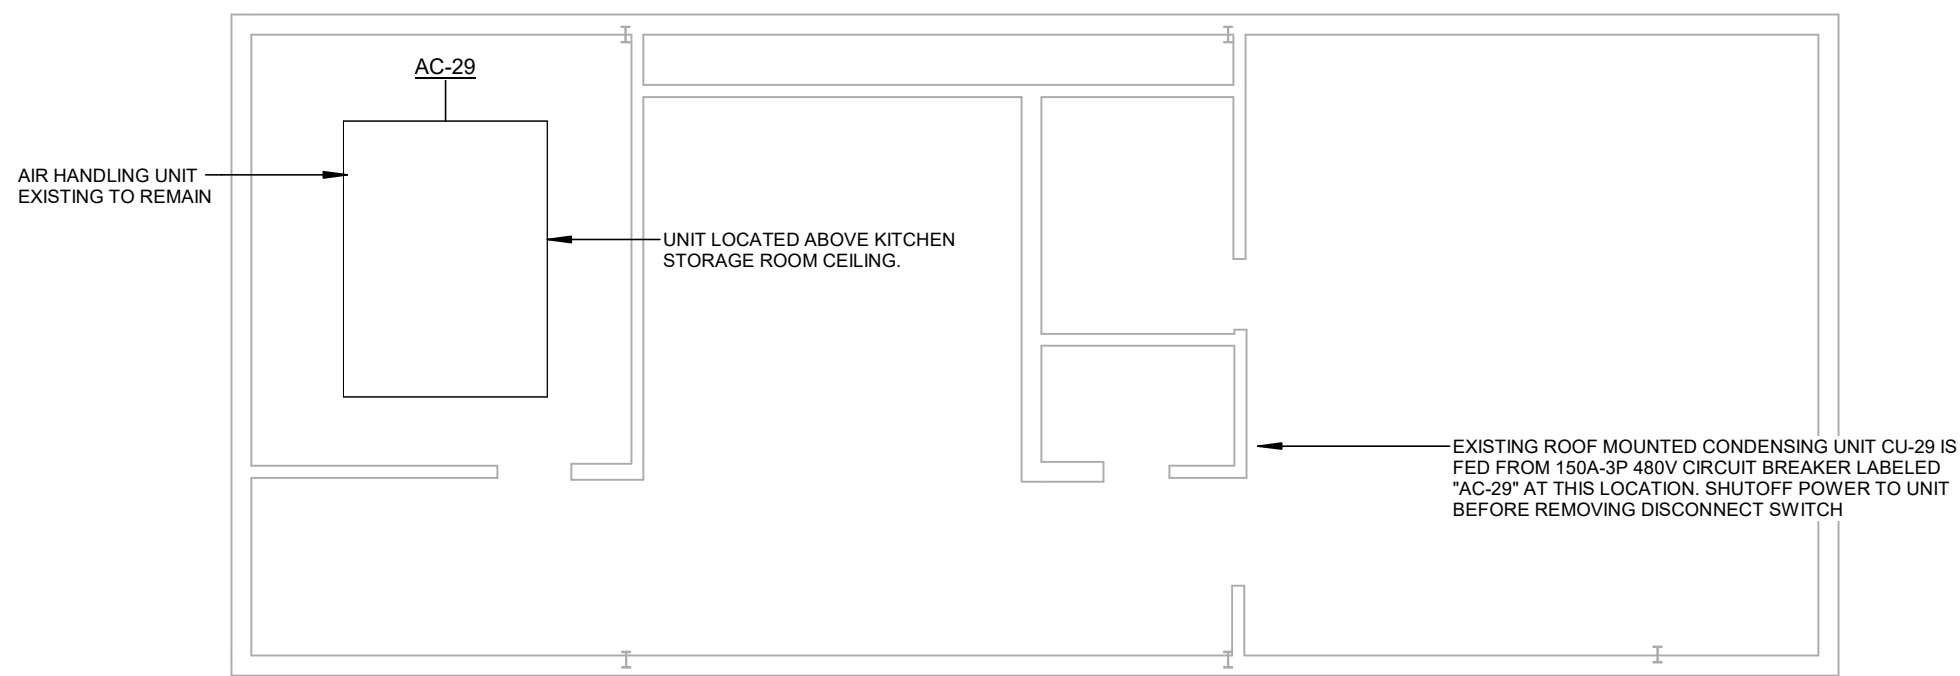 AC-29
AIR HANDLING UNIT
EXISTING TO REMAIN
UNIT LOCATED ABOVE KITCHEN
STORAGE ROOM CEILING.
EXISTING ROOF MOUNTED CONDENSING UNIT CU-29 IS
FED FROM 150A-3P 480V CIRCUIT BREAKER LABELED
"AC-29" AT THIS LOCATION. SHUTOFF POWER TO UNIT
BEFORE REMOVING DISCONNECT SWITCH